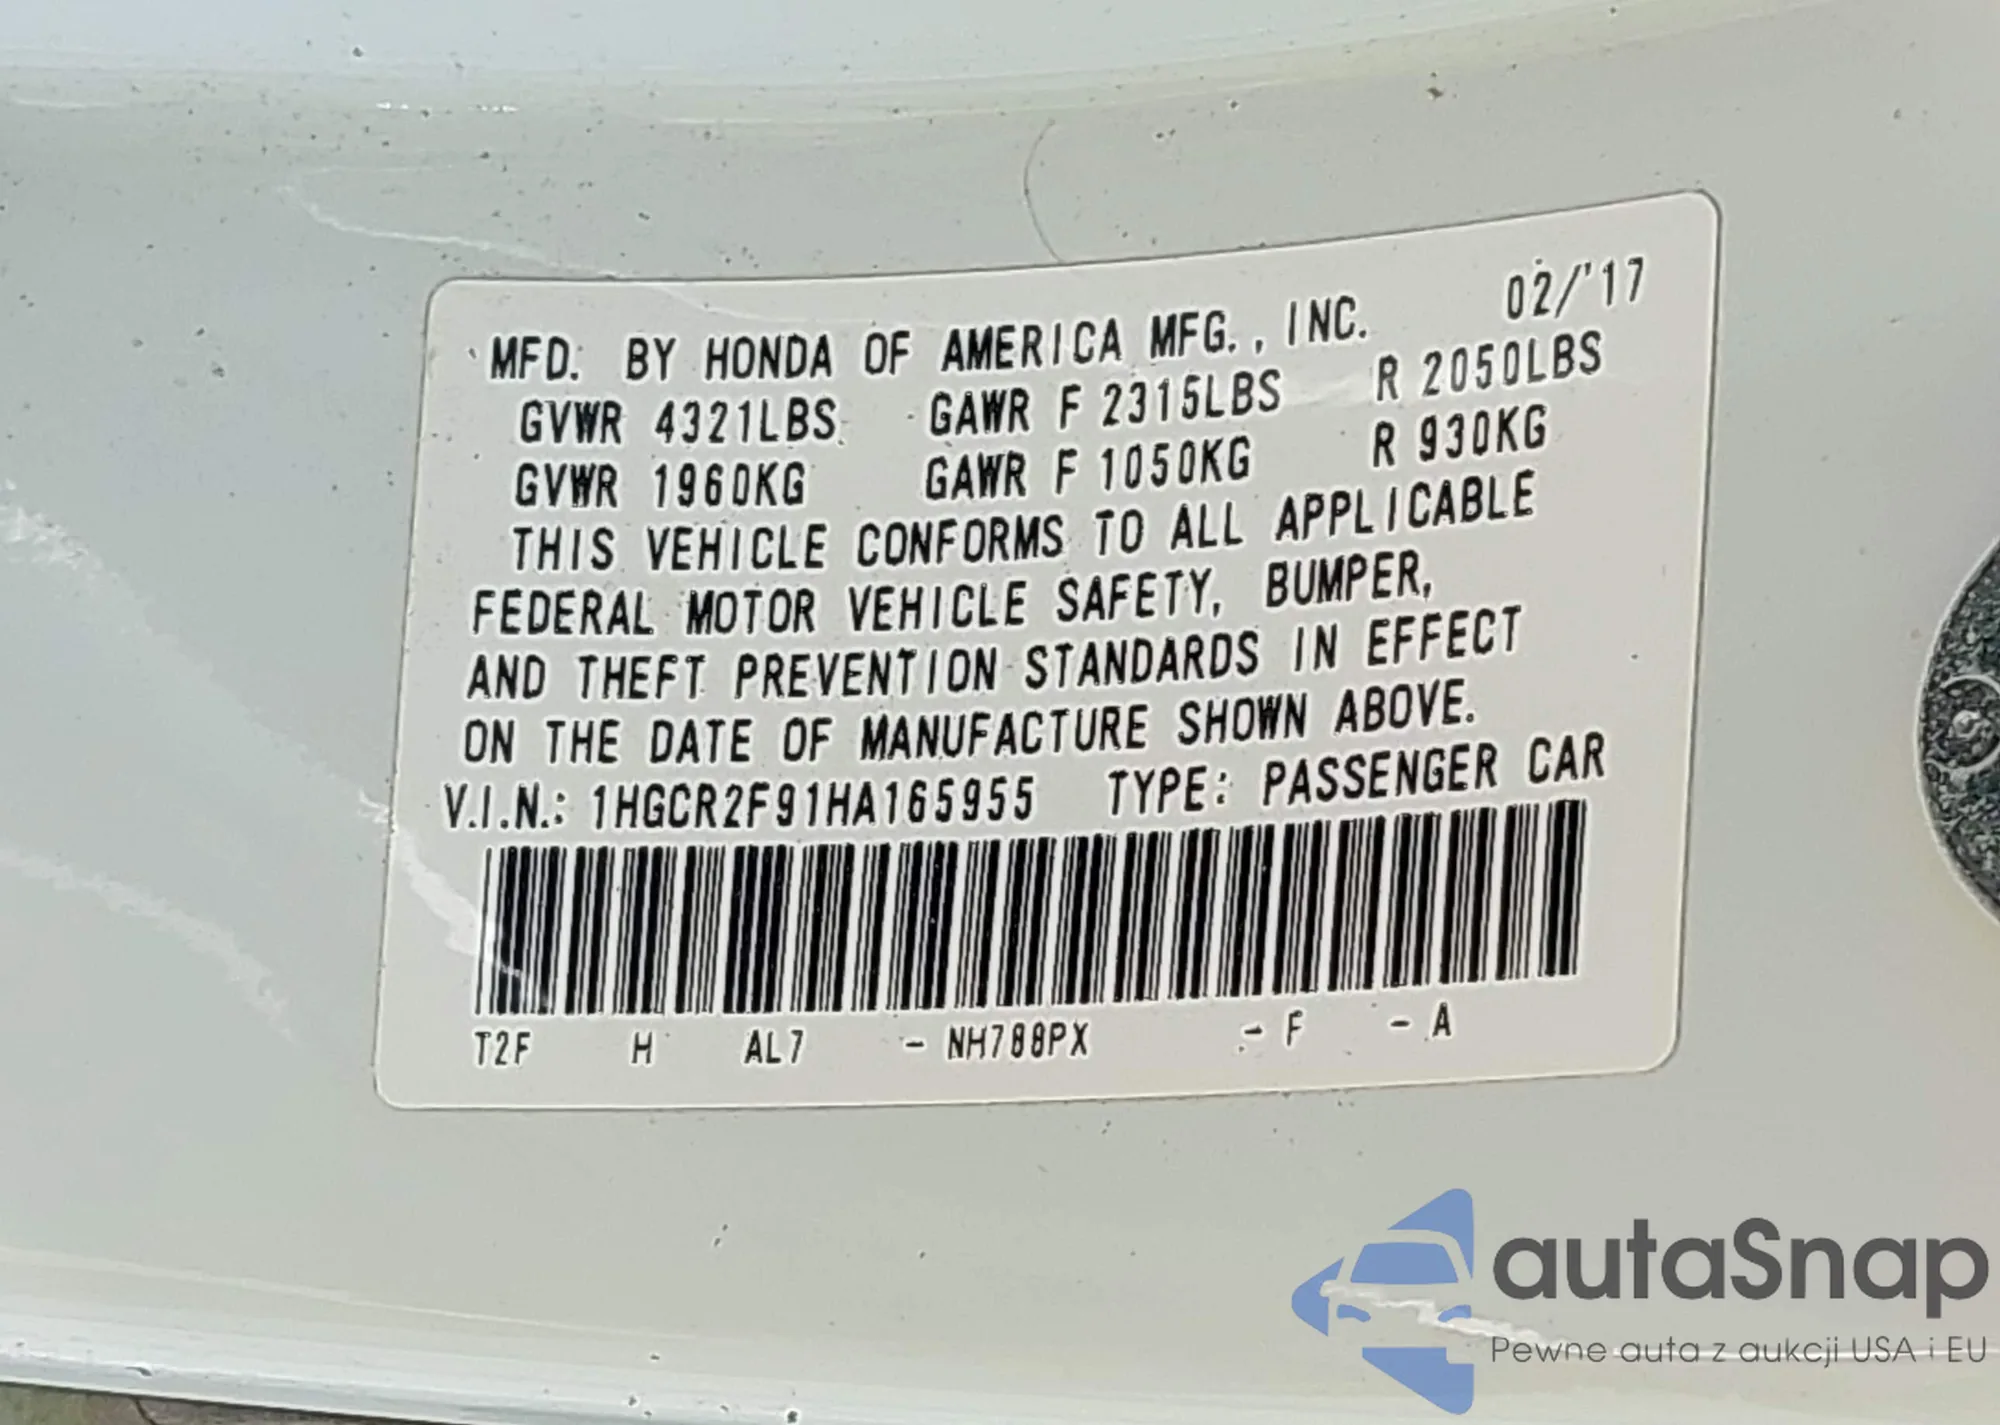 02/'17
MFD. BY HONDA OF AMERICA MFG., INC.
GVWR 4321LBS GAWR F 2315LBS R 2050LBS
GVWR 1960KG GAWR F 1050KG R 930KG
THIS VEHICLE CONFORMS TO ALL APPLICABLE
FEDERAL MOTOR VEHICLE SAFETY, BUMPER,
AND THEFT PREVENTION STANDARDS IN EFFECT
ON THE DATE OF MANUFACTURE SHOWN ABOVE.
V.I.N.: 1HGCR2F91HA165955 TYPE: PASSENGER CAR
T2F H AL7 - NH788PX - F - A
autaSnap
Pewne auta z aukcji USA i EU